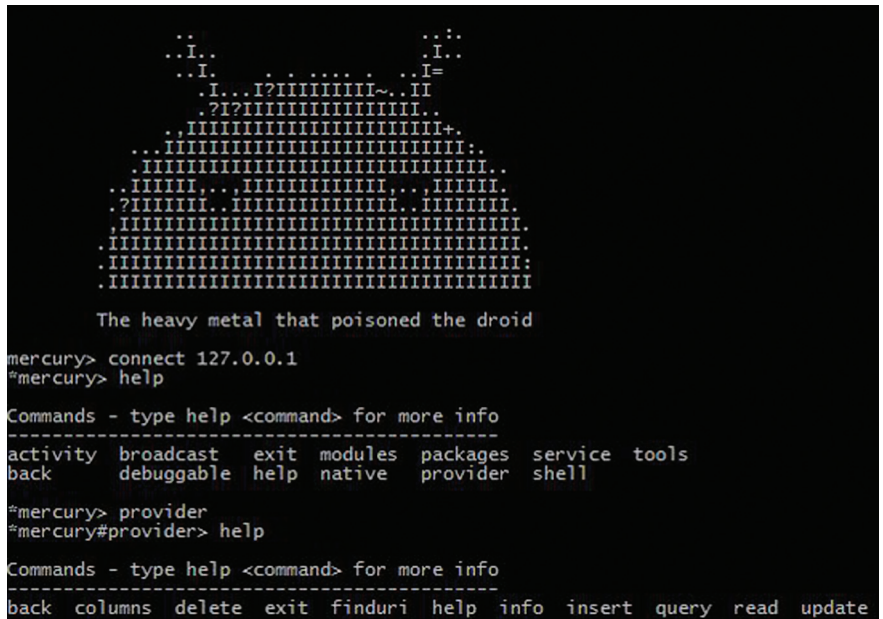 The heavy metal that poisoned the droid
mercury> connect 127.0.0.1
*mercury> help
Commands - type help <command> for more info
--------------------------------------------
activity broadcast exit modules packages service tools
back debuggable help native provider shell
*mercury> provider
*mercury#provider> help
Commands - type help <command> for more info
--------------------------------------------
back columns delete exit finduri help info insert query read update